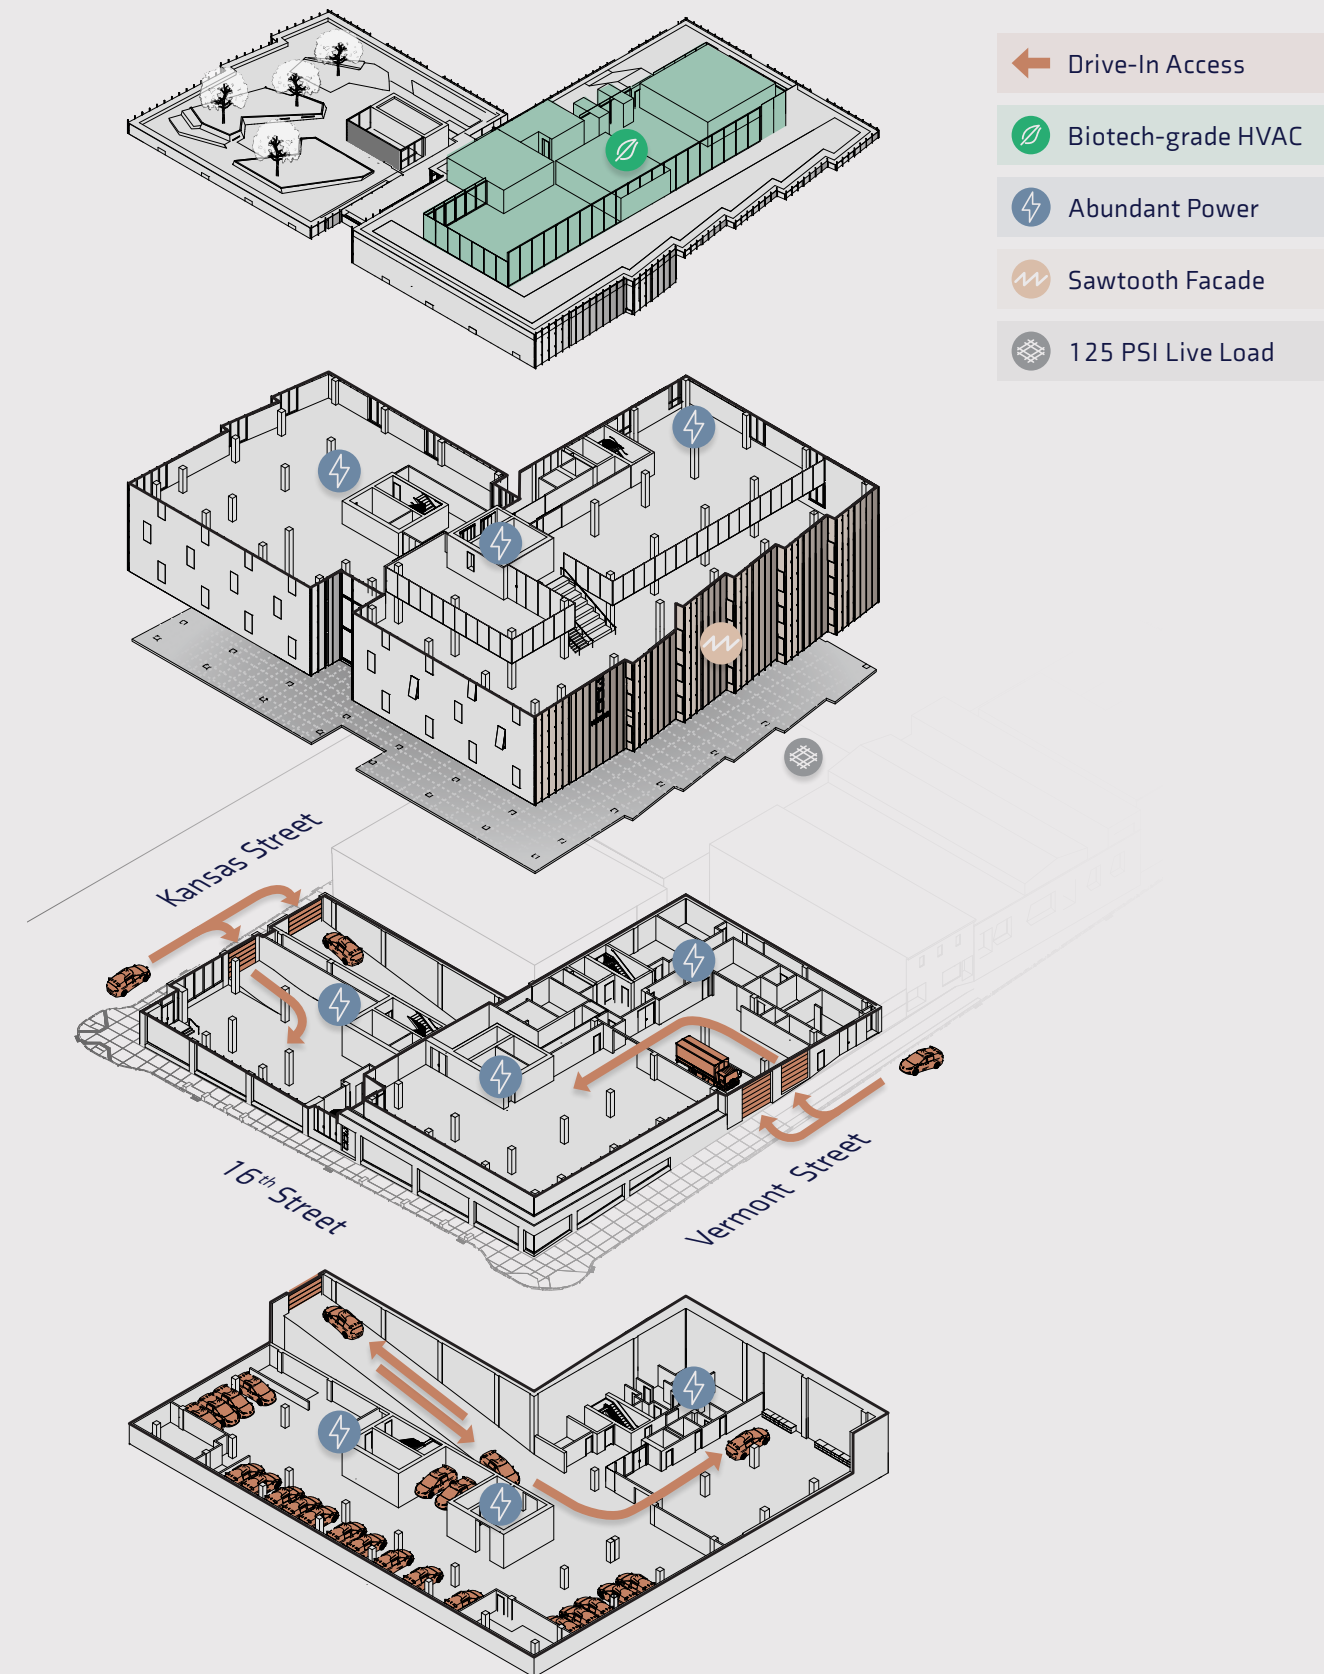 Drive-In Access
Biotech-grade HVAC
Abundant Power
Sawtooth Facade
125 PSI Live Load
Kansas Street
16th Street
Vermont Street